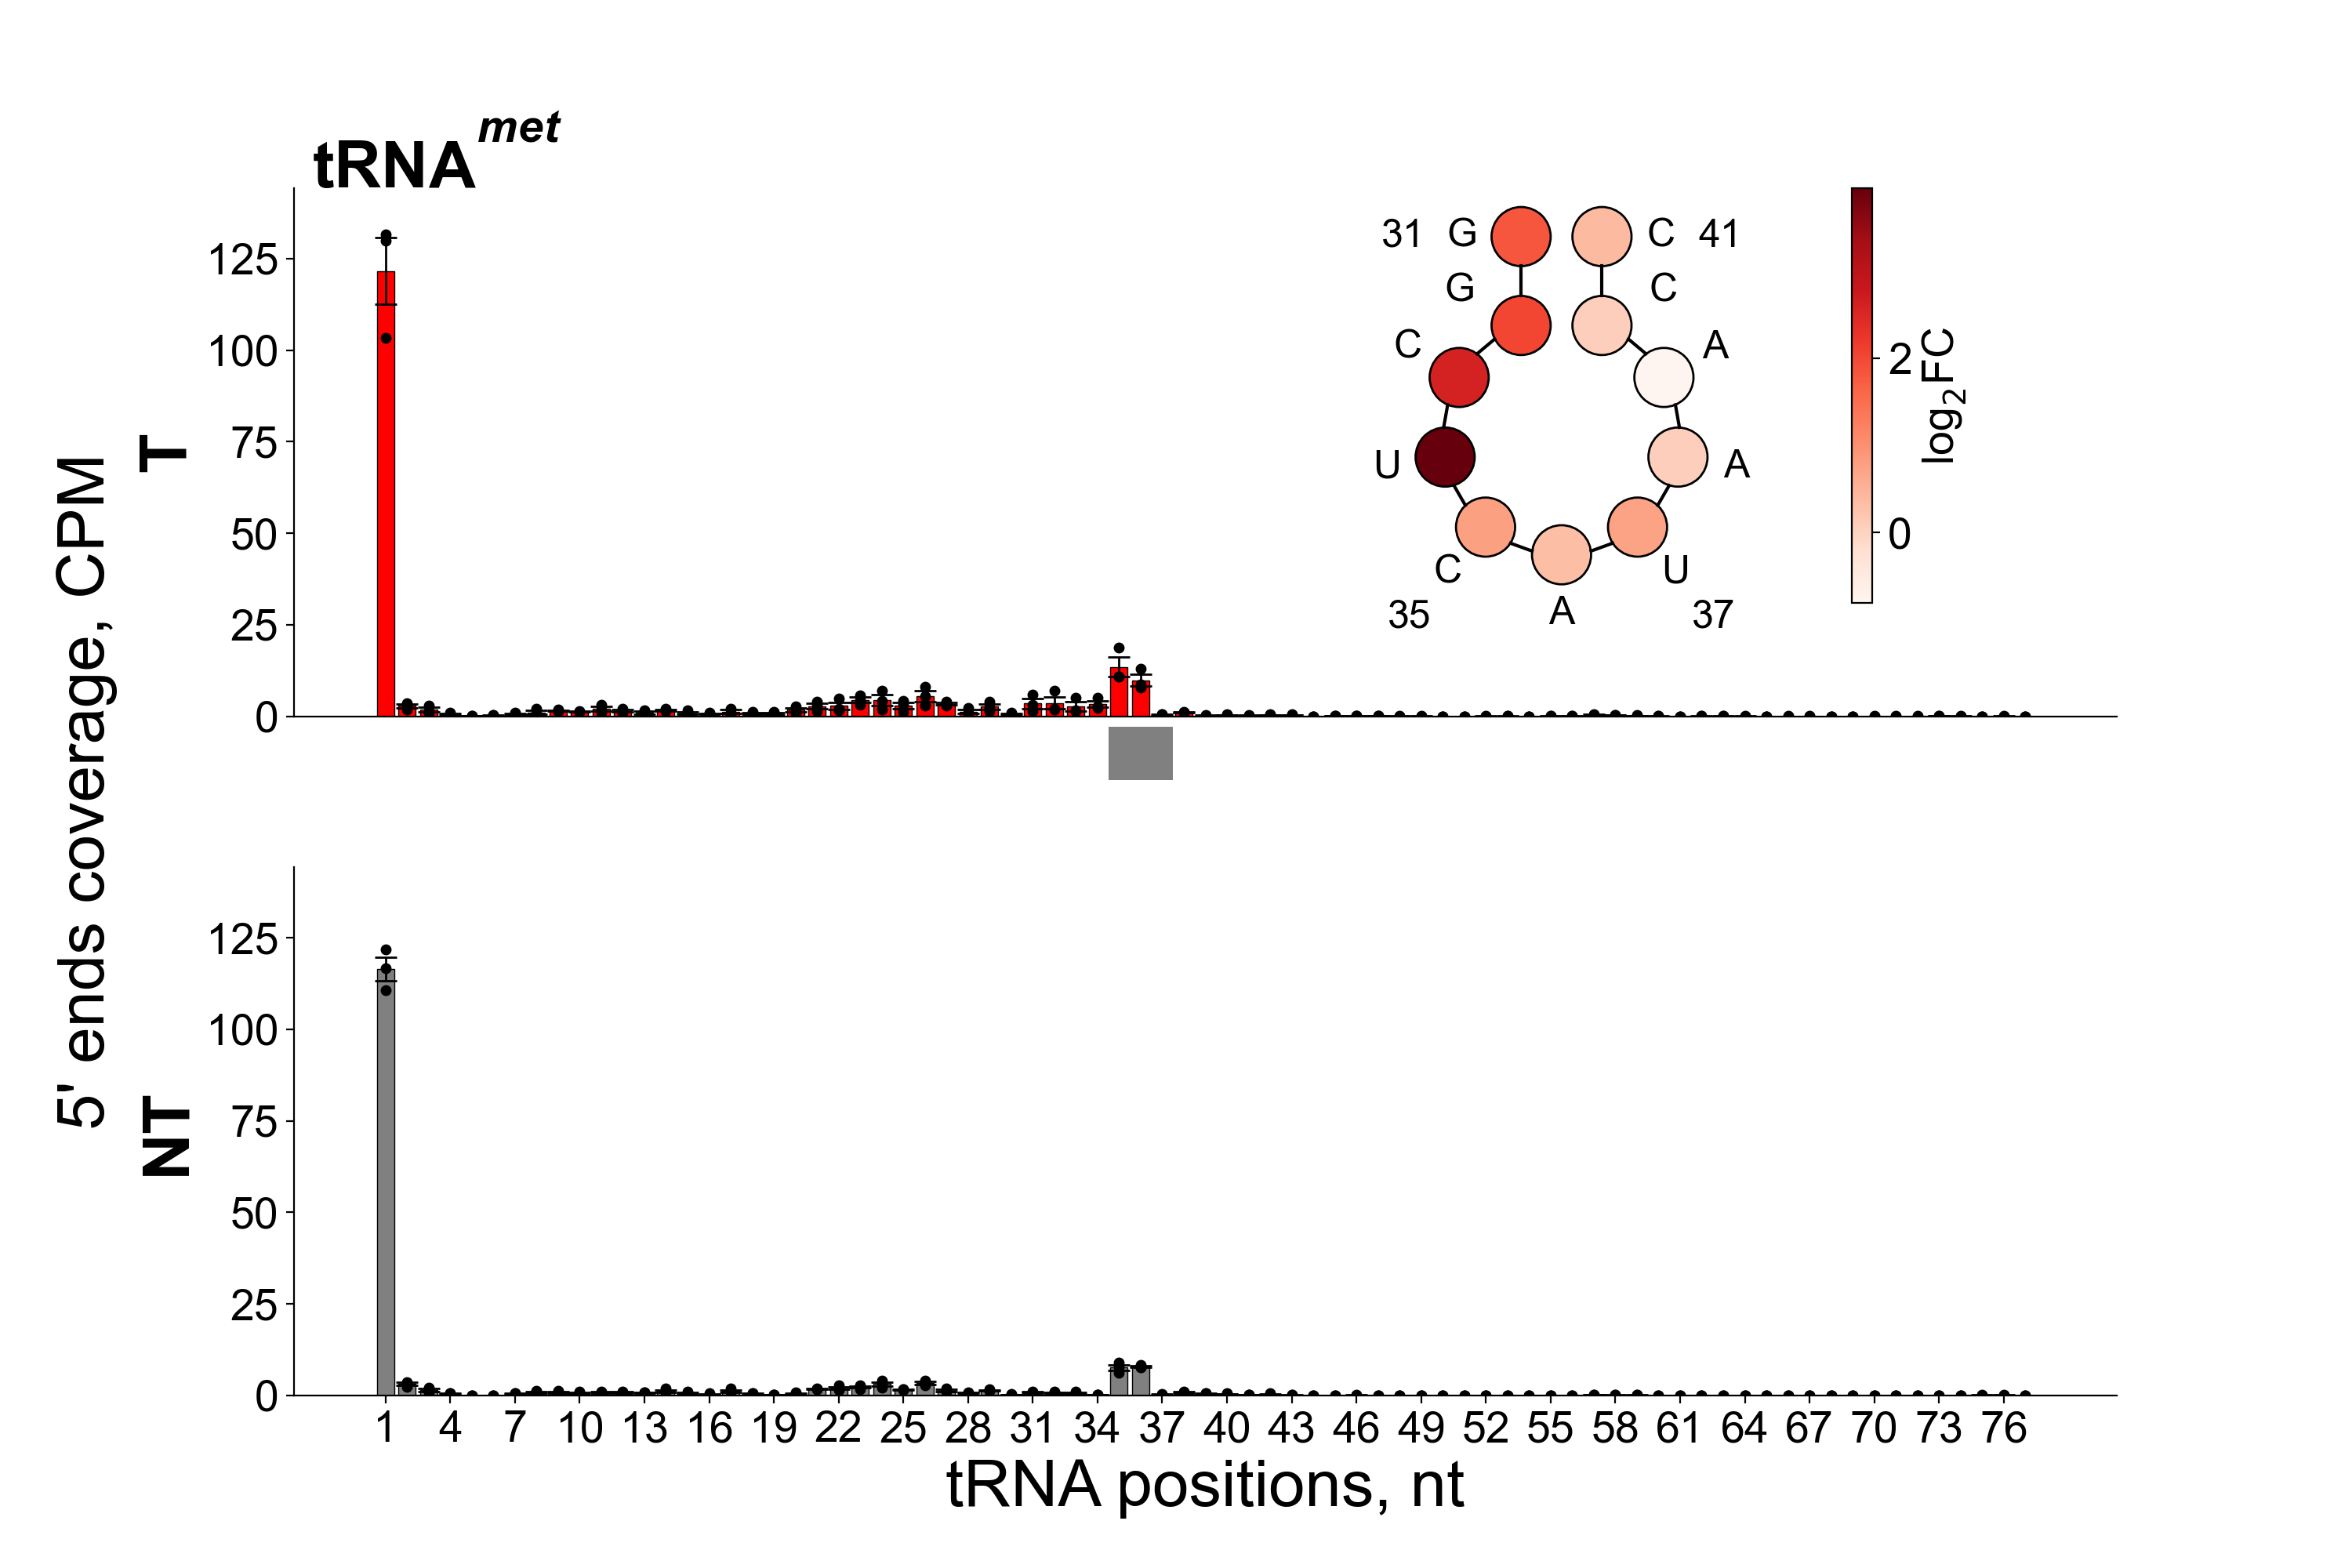 tRNA^met
5' ends coverage, CPM
T
125
100
75
50
25
0
31 G C 41
G C
C A
U A
C U
35 A 37
2
0
log₂FC
NT
125
100
75
50
25
0
1 4 7 10 13 16 19 22 25 28 31 34 37 40 43 46 49 52 55 58 61 64 67 70 73 76
tRNA positions, nt